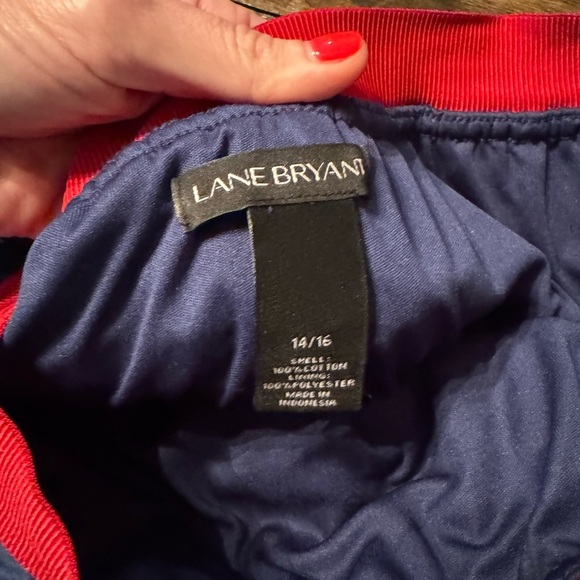 LANE BRYANT
14/16
SHELL:
100% COTTON
LINING:
100% POLYESTER
MADE IN
INDONESIA